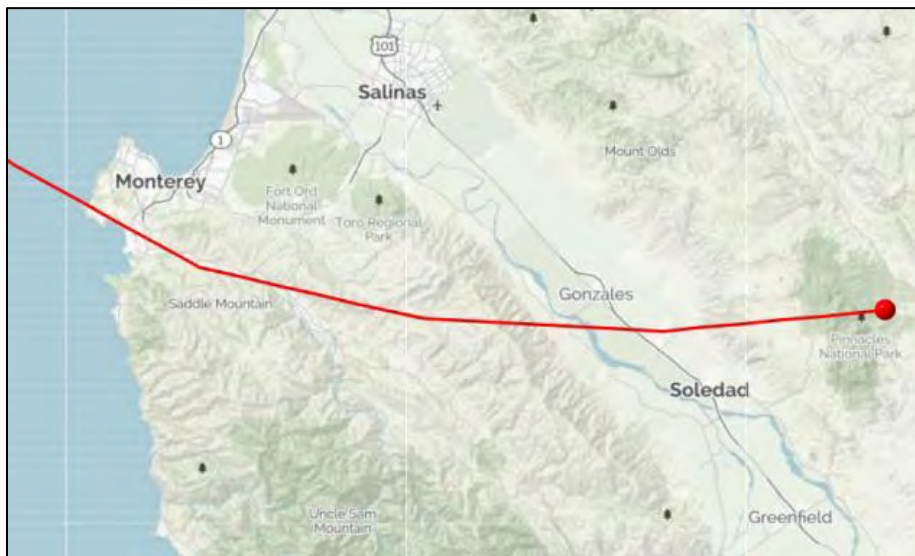 101
Salinas
1
Mount Olds
Monterey
Fort Ord
National
Monument
Toro Regional
Park
Saddle Mountain
Gonzales
Pinnacles
National Park
Soledad
Uncle Sam
Mountain
Greenfield